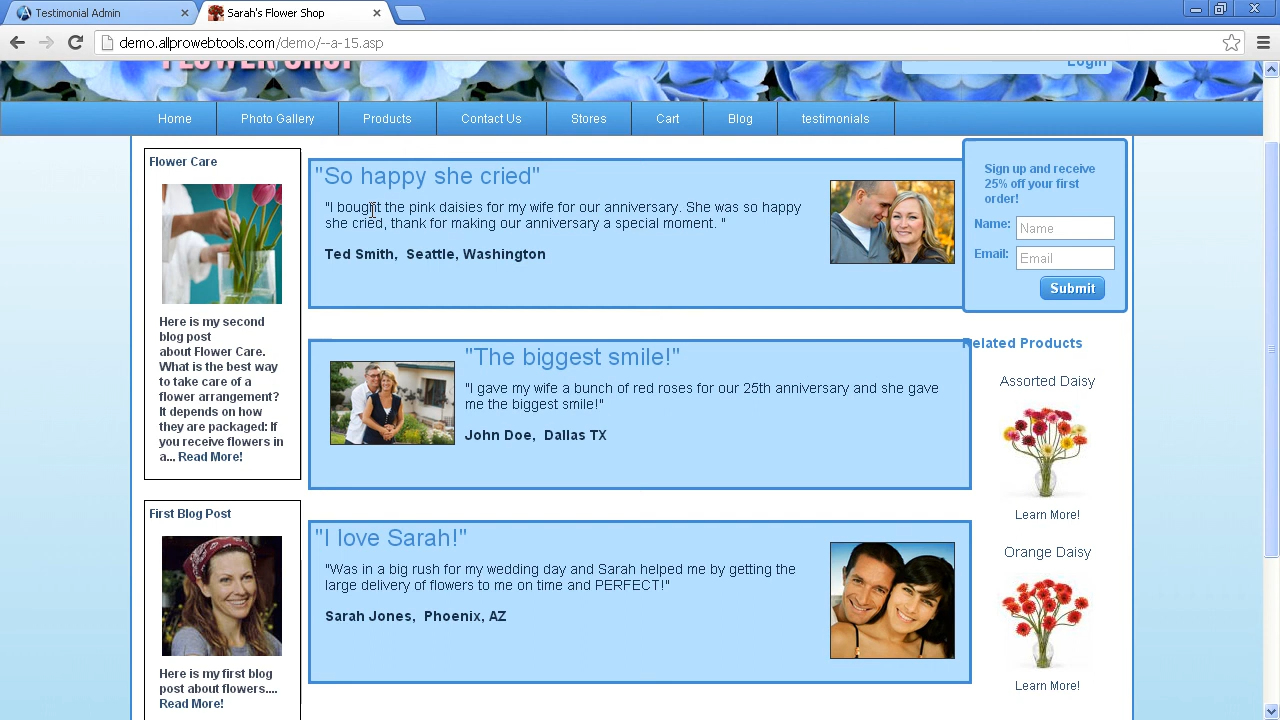 Testimonial Admin
Sarah's Flower Shop
demo.allprowebtools.com/demo/--a-15.asp
FLOWER SHOP
Login
Home
Photo Gallery
Products
Contact Us
Stores
Cart
Blog
testimonials
Flower Care
Here is my second
blog post
about Flower Care.
What is the best way
to take care of a
flower arrangement?
It depends on how
they are packaged: If
you receive flowers in
a... Read More!
First Blog Post
Here is my first blog
post about flowers....
Read More!
"So happy she cried"
"I bought the pink daisies for my wife for our anniversary. She was so happy
she cried, thank for making our anniversary a special moment. "
Ted Smith,  Seattle, Washington
"The biggest smile!"
"I gave my wife a bunch of red roses for our 25th anniversary and she gave
me the biggest smile!"
John Doe,  Dallas TX
"I love Sarah!"
"Was in a big rush for my wedding day and Sarah helped me by getting the
large delivery of flowers to me on time and PERFECT!"
Sarah Jones,  Phoenix, AZ
Sign up and receive
25% off your first
order!
Name: Name
Email: Email
Submit
Related Products
Assorted Daisy
Learn More!
Orange Daisy
Learn More!